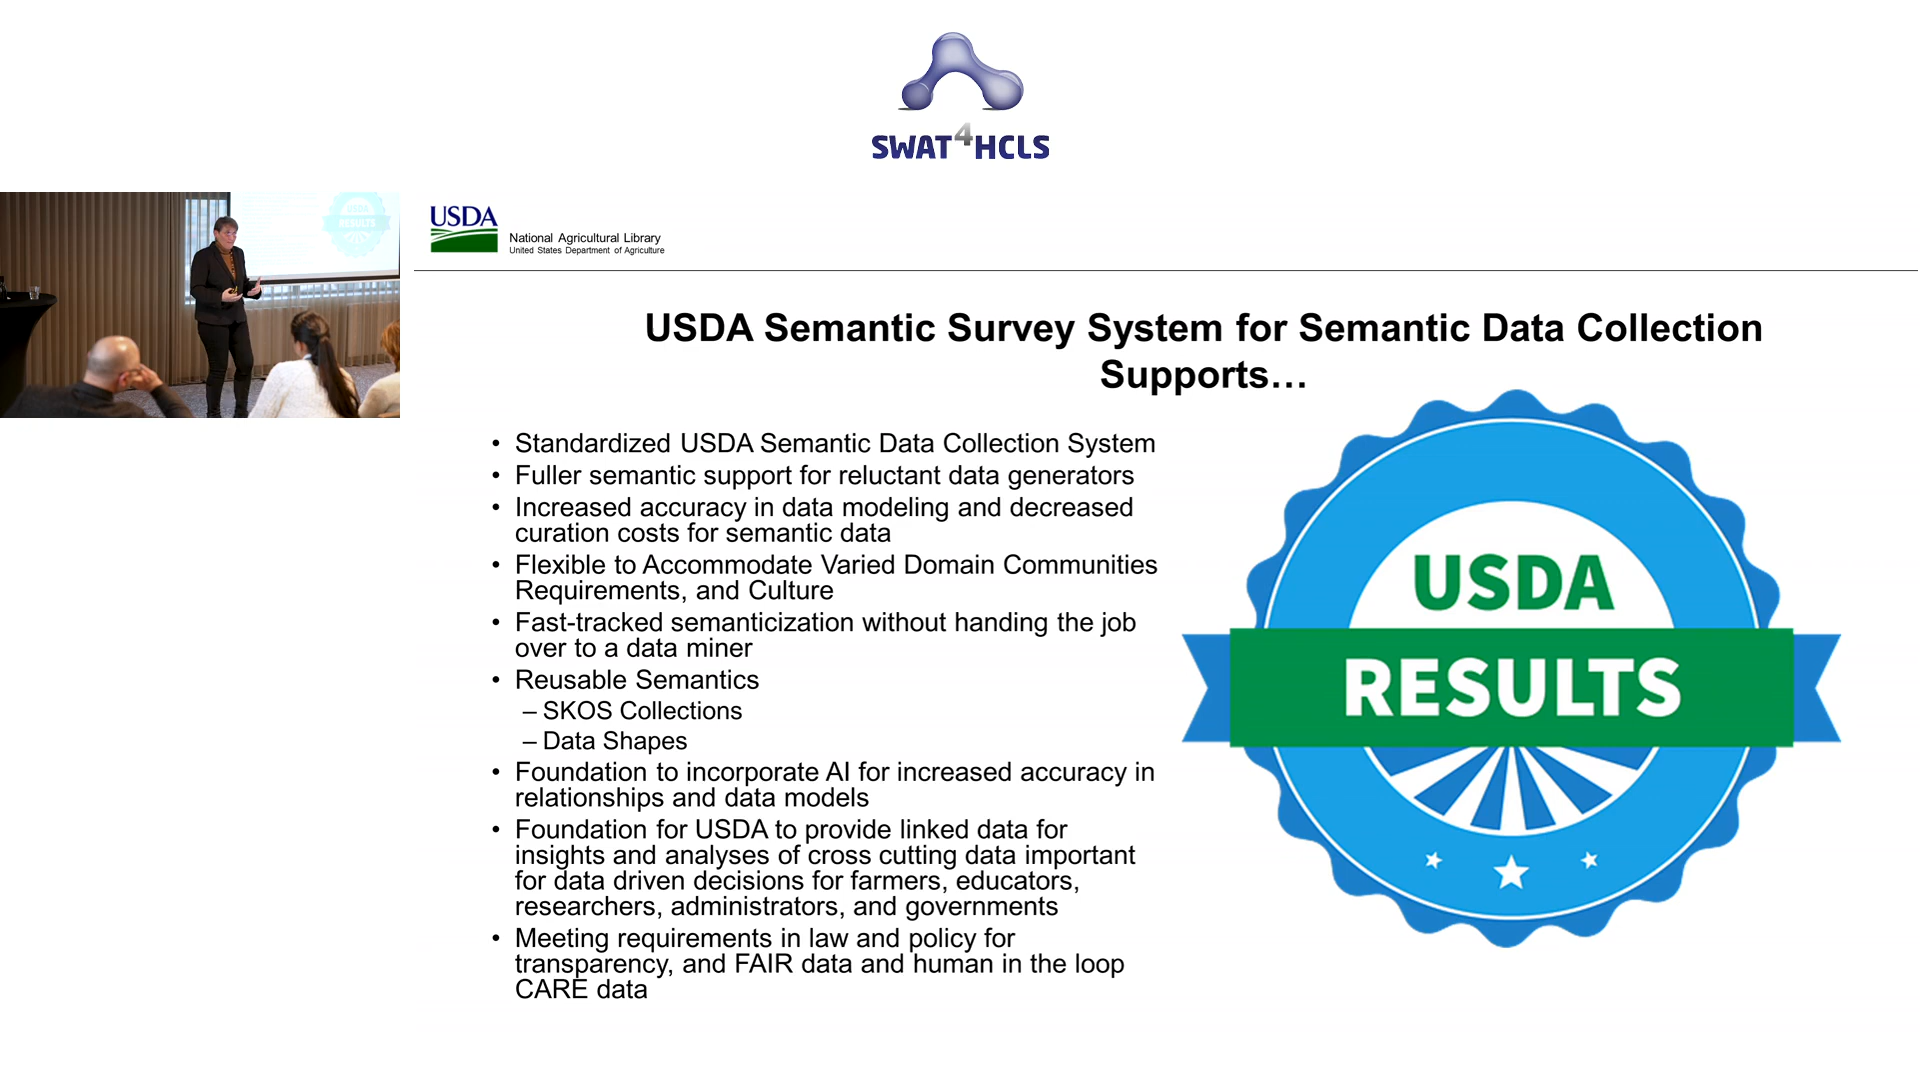 SWAT4HCLS
USDA
RESULTS
USDA
National Agricultural Library
United States Department of Agriculture
USDA Semantic Survey System for Semantic Data Collection
Supports…
• Standardized USDA Semantic Data Collection System
• Fuller semantic support for reluctant data generators
• Increased accuracy in data modeling and decreased
curation costs for semantic data
• Flexible to Accommodate Varied Domain Communities
Requirements, and Culture
• Fast-tracked semanticization without handing the job
over to a data miner
• Reusable Semantics
– SKOS Collections
– Data Shapes
• Foundation to incorporate AI for increased accuracy in
relationships and data models
• Foundation for USDA to provide linked data for
insights and analyses of cross cutting data important
for data driven decisions for farmers, educators,
researchers, administrators, and governments
• Meeting requirements in law and policy for
transparency, and FAIR data and human in the loop
CARE data
USDA
RESULTS